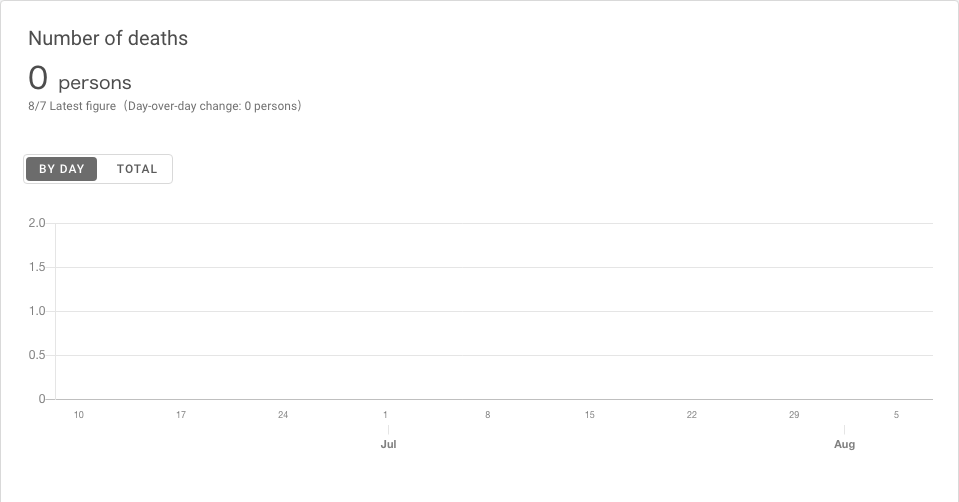 Number of deaths
0 persons
8/7 Latest figure（Day-over-day change: 0 persons）
BY DAY TOTAL
2.0
1.5
1.0
0.5
0
10 17 24 1 8 15 22 29 5
Jul Aug